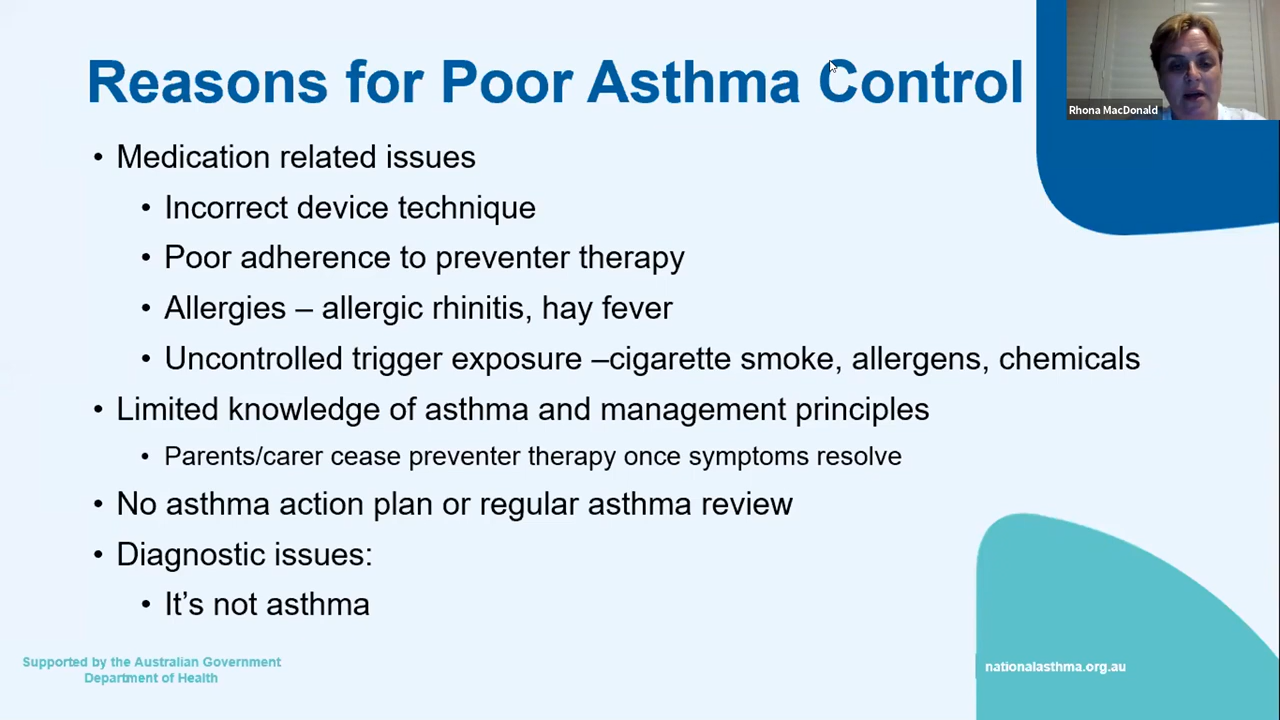 Reasons for Poor Asthma Control
Rhona MacDonald
• Medication related issues
• Incorrect device technique
• Poor adherence to preventer therapy
• Allergies – allergic rhinitis, hay fever
• Uncontrolled trigger exposure –cigarette smoke, allergens, chemicals
• Limited knowledge of asthma and management principles
• Parents/carer cease preventer therapy once symptoms resolve
• No asthma action plan or regular asthma review
• Diagnostic issues:
• It’s not asthma
Supported by the Australian Government
Department of Health
nationalasthma.org.au